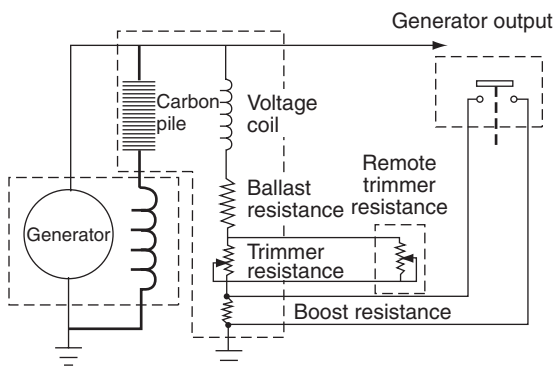 Generator output
Carbon
pile
Voltage
coil
Remote
trimmer
resistance
Ballast
resistance
Generator
Trimmer
resistance
Boost resistance